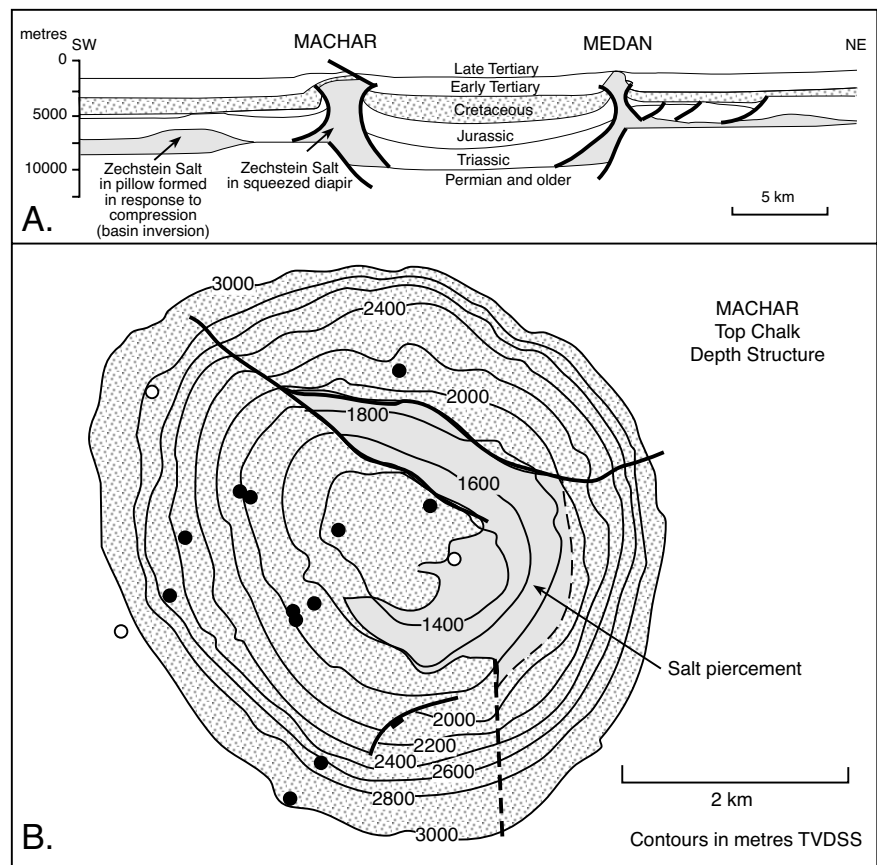 metres
SW
MACHAR
MEDAN
NE
0
5000
10000
Late Tertiary
Early Tertiary
Cretaceous
Jurassic
Triassic
Permian and older
Zechstein Salt
in pillow formed
in response to
compression
(basin inversion)
Zechstein Salt
in squeezed diapir
5 km
A.
MACHAR
Top Chalk
Depth Structure
3000
2400
2000
1800
1600
1400
Salt piercement
2000
2200
2400
2600
2800
3000
2 km
Contours in metres TVDSS
B.